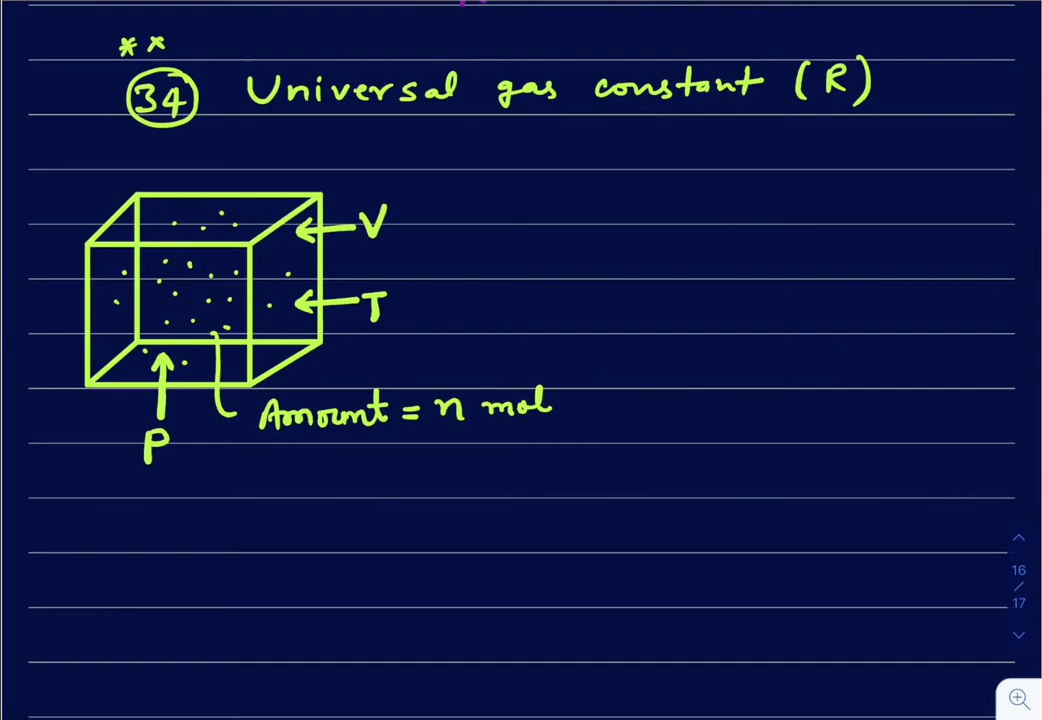 **
34 Universal gas constant (R)
V
T
Amount = n mol
P
16
/
17